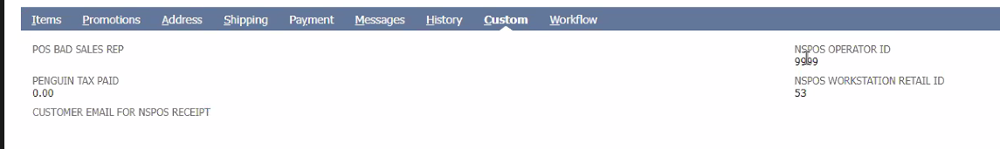 Items Promotions Address Shipping Payment Messages History Custom Workflow
POS BAD SALES REP
NSPOS OPERATOR ID
9999
PENGUIN TAX PAID
0.00
NSPOS WORKSTATION RETAIL ID
53
CUSTOMER EMAIL FOR NSPOS RECEIPT